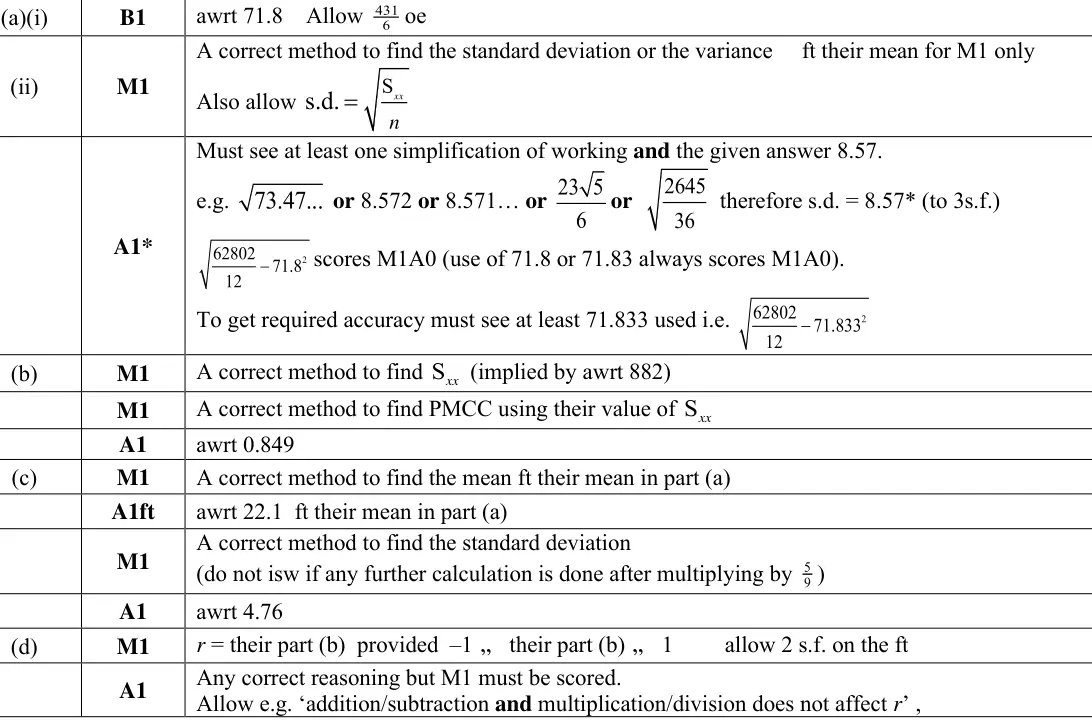 (a)(i) B1 awrt 71.8 Allow 431/6 oe
A correct method to find the standard deviation or the variance ft their mean for M1 only
(ii) M1
Also allow s.d. = √(Sxx/n)
Must see at least one simplification of working and the given answer 8.57.
e.g. √73.47... or 8.572 or 8.571… or 23√5/6 or √(2645/36) therefore s.d. = 8.57* (to 3s.f.)
A1*
√(62802/12 − 71.8²) scores M1A0 (use of 71.8 or 71.83 always scores M1A0).
To get required accuracy must see at least 71.833 used i.e. √(62802/12 − 71.833²)
(b) M1 A correct method to find Sxx (implied by awrt 882)
M1 A correct method to find PMCC using their value of Sxx
A1 awrt 0.849
(c) M1 A correct method to find the mean ft their mean in part (a)
A1ft awrt 22.1 ft their mean in part (a)
A correct method to find the standard deviation
M1
(do not isw if any further calculation is done after multiplying by 5/9)
A1 awrt 4.76
(d) M1 r = their part (b) provided –1 ,, their part (b) ,, 1 allow 2 s.f. on the ft
Any correct reasoning but M1 must be scored.
A1
Allow e.g. ‘addition/subtraction and multiplication/division does not affect r’ ,